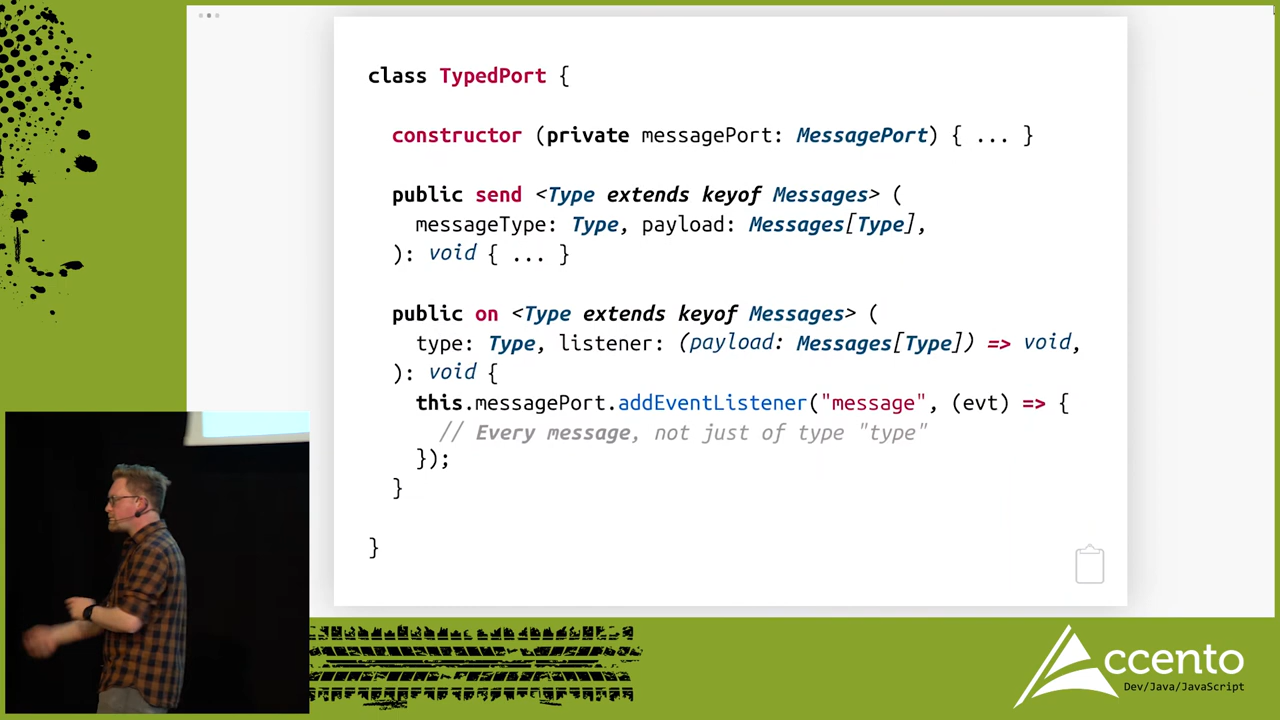 class TypedPort {
constructor (private messagePort: MessagePort) { ... }
public send <Type extends keyof Messages> (
messageType: Type, payload: Messages[Type],
): void { ... }
public on <Type extends keyof Messages> (
type: Type, listener: (payload: Messages[Type]) => void,
): void {
this.messagePort.addEventListener("message", (evt) => {
// Every message, not just of type "type"
});
}
}
Accento
Dev/Java/JavaScript